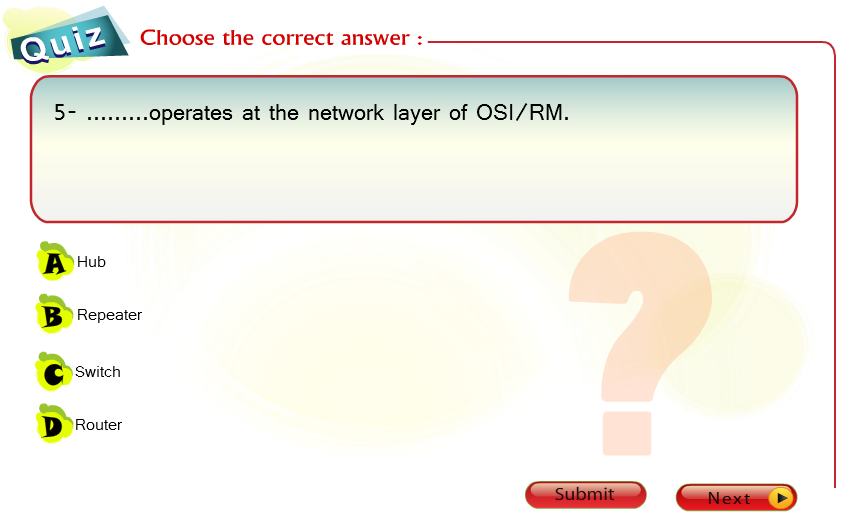 Quiz
Choose the correct answer :
5- .........operates at the network layer of OSI/RM.
A Hub
B Repeater
C Switch
D Router
?
Submit
Next